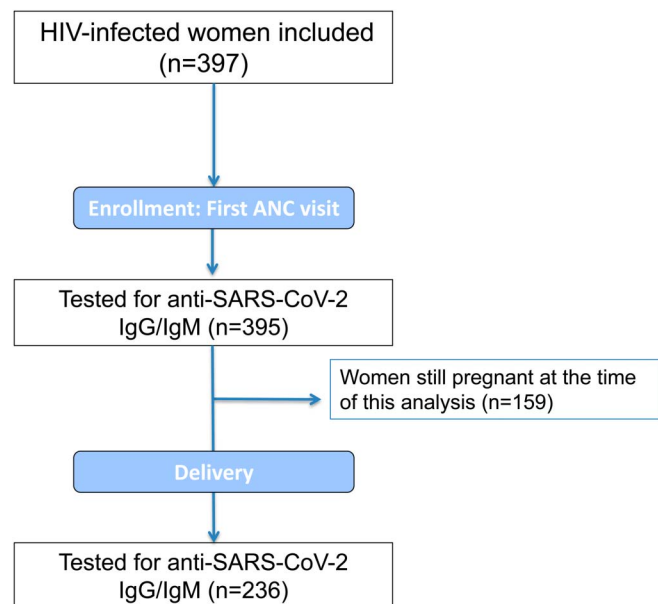 HIV-infected women included
(n=397)
Enrollment: First ANC visit
Tested for anti-SARS-CoV-2
IgG/IgM (n=395)
Women still pregnant at the time
of this analysis (n=159)
Delivery
Tested for anti-SARS-CoV-2
IgG/IgM (n=236)